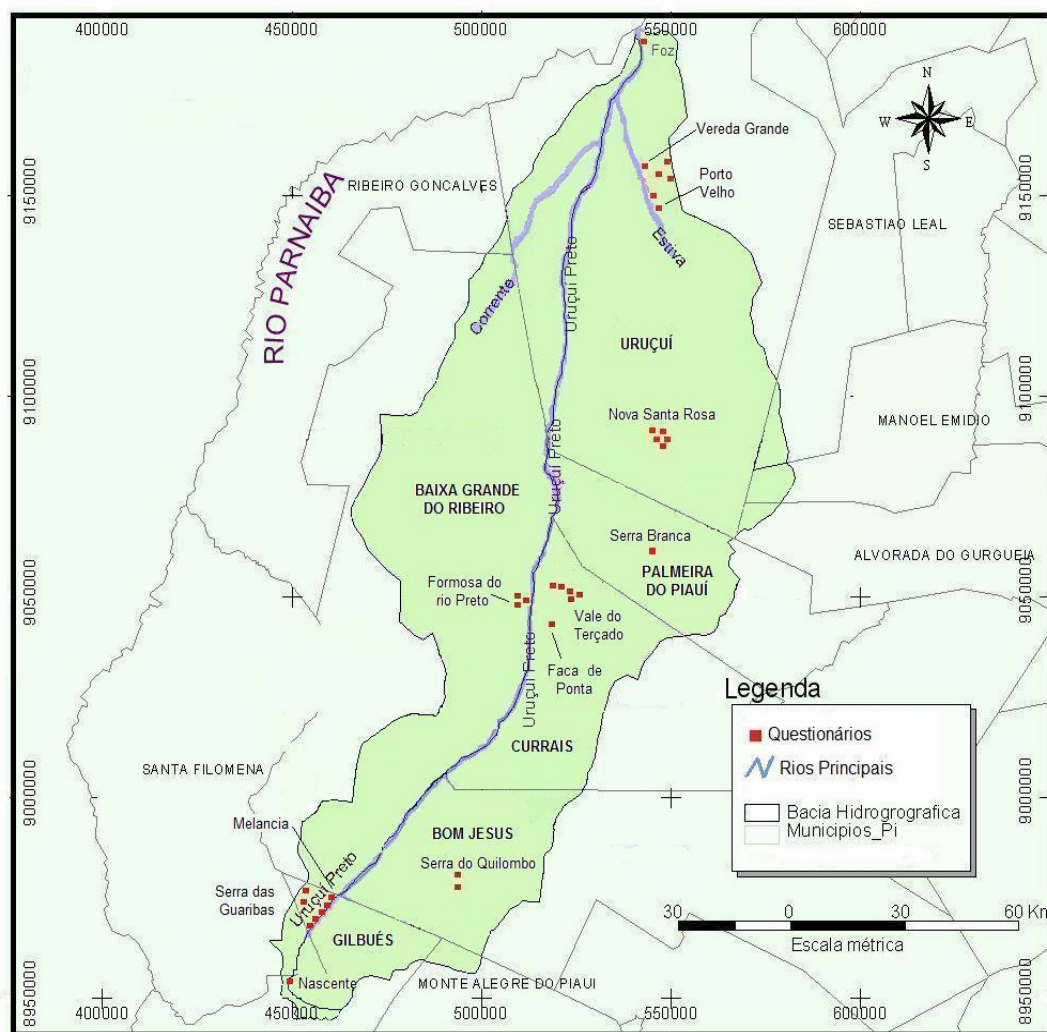 400000
450000
500000
550000
600000
Foz
N
W
E
S
Vereda Grande
Porto
Velho
9150000
RIBEIRO GONCALVES
9150000
SEBASTIAO LEAL
Estiva
RIO PARNAIBA
Corrente
Uruçuí Preto
URUÇUÍ
9100000
9100000
Nova Santa Rosa
MANOEL EMIDIO
Uruçuí Preto
BAIXA GRANDE
DO RIBEIRO
Serra Branca
ALVORADA DO GURGUEIA
PALMEIRA
DO PIAUÍ
Formosa do
rio Preto
9050000
9050000
Vale do
Terçado
Uruçuí Preto
Faca de
Ponta
Legenda
Questionários
Rios Principais
Bacia Hidrogrografica
Municipios_Pi
CURRAIS
SANTA FILOMENA
9000000
9000000
Melancia
BOM JESUS
Serra do Quilombo
Serra das
Guaribas
Uruçuí Preto
GILBUÉS
30
0
30
60 Km
Escala métrica
Nascente
MONTE ALEGRE DO PIAUI
8950000
8950000
400000
450000
500000
550000
600000